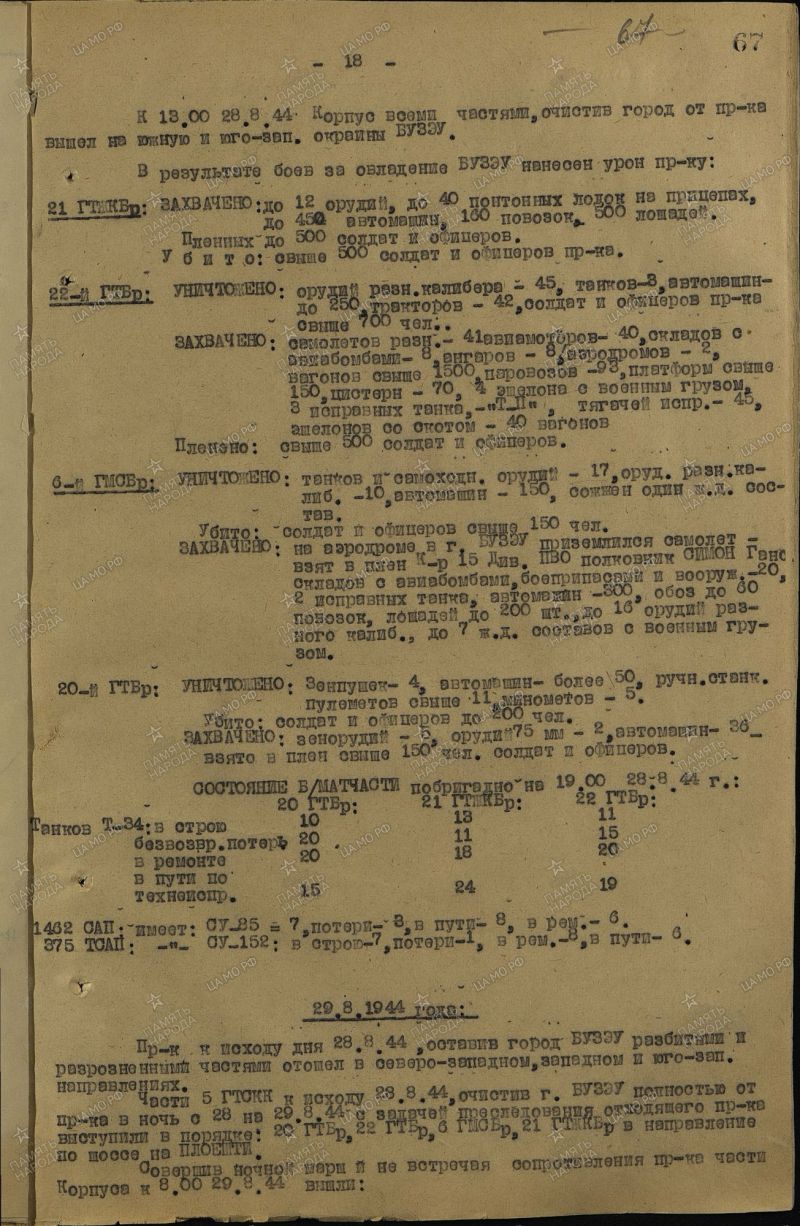 67 67
- 18 -
К 13.00 28.8.44 Корпус всеми частями,очистив город от пр-ка
вышел на южную и юго-зап. окраины БУЗЭУ.
В результате боев за овладение БУЗЭУ нанесен урон пр-ку:
21 ГТЖКБр: ЗАХВАЧЕНО:до 12 орудий, до 40 понтонных лодок на прицепах,
до 450 автомашин, 160 повозок, 500 лошадей.
Пленных до 500 солдат и офицеров.
У б и т о: свыше 500 солдат и офицеров пр-ка.
22-й ГТБр: УНИЧТОЖЕНО: орудий разн.калибера - 45, танков-3,автомашин-
до 250,тракторов - 42,солдат и офицеров пр-ка
свыше 700 чел..
ЗАХВАЧЕНО: самолетов разн.- 41авиамоторов- 40,складов с
авиабомбами- 8,ангаров - 8,аэродромов - 2,
вагонов свыше 1500,паровозов -93,платформ свыше
150,цистерн - 70, 4 эшелона с военным грузом,
3 исправных танка,-"Т-II", тягачей испр.- 45,
эшелонов со скотом - 40 вагонов
Пленено: свыше 500 солдат и офицеров.
6-й ГМСБр: УНИЧТОЖЕНО: танков и самоходн. орудий - 17,оруд. разн.ка-
либ. -10,автомашин - 150, сожжен один ж.д. сос-
тав.
Убито: солдат и офицеров свыше 150 чел.
ЗАХВАЧЕНО: на аэродроме в г. БУЗЭУ приземлился самолет -
взят в плен К-р 15 Див. ПВО полковник СИМОН Ганс
складов с авиабомбами,боеприпасами и вооруж.-20,
2 исправных танка, автомашин -300, обоз до 60
повозок, лошадей до 200 шт.,до 16 орудий раз-
ного калиб., до 7 ж.д. составов с военным гру-
зом.
20-й ГТБр: УНИЧТОЖЕНО: Зенпушек- 4, автомашин- более 50, ручн.станк.
пулеметов свыше 11,минометов - 5.
Убито: солдат и офицеров до 200 чел.
ЗАХВАЧЕНО: зенорудий - 5, орудий75 мм - 2,автомашин- 36_
взято в плен свыше 150 чел. солдат и офицеров.
СОСТОЯНИЕ Б/МАТЧАСТИ побригадно на 19.00 28.8.44 г.:
20 ГТБр: 21 ГТЖКБр: 22 ГТБр:
Танков Т-34:в строю 10 13 11
безвозвр.потерь 20 11 15
в ремонте 20 18 20
в пути по
технеиспр. 15 24 19
1462 САП: имеет: СУ-85 = 7,потери- 3,в пути- 8, в рем.- 6.
375 ТСАП: -"- СУ-152: в строю-7,потери-1, в рем.-8,в пути- 6.
29.8.1944 года:
Пр-к к исходу дня 28.8.44 ,оставив город БУЗЭУ разбитыми и
разрозненными частями отошел в северо-западном,западном и юго-зап.
направлениях.
Части 5 ГТСКК к исходу 28.8.44,очистив г. БУЗЭУ полностью от
пр-ка в ночь с 28 на 29.8.44 с задачей преследования отходящего пр-ка
выступили в порядке: 20 ГТБр,22 ГТБр,6 ГМСБр,21 ГТЖКБр в направление
по шоссе на ПЛОЕШТИ.
Совершив ночной марш и не встречая сопротивления пр-ка части
Корпуса к 8.00 29.8.44 вышли: